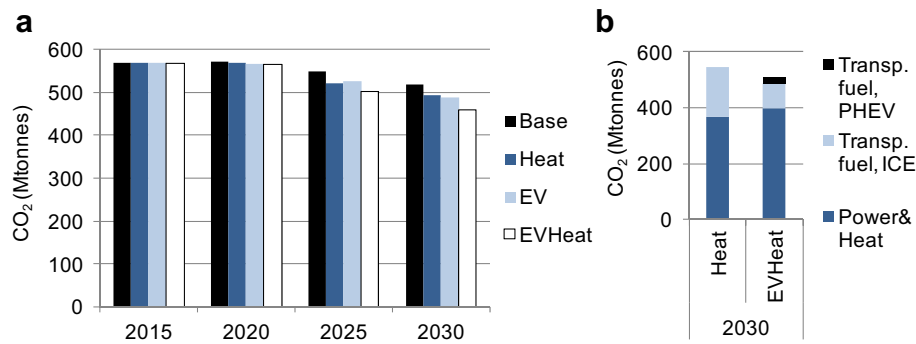 a
CO₂ (Mtonnes)
600
500
400
300
200
100
0
2015 2020 2025 2030
Base
Heat
EV
EVHeat
b
CO₂ (Mtonnes)
600
400
200
0
Heat
EVHeat
2030
Transp.
fuel,
PHEV
Transp.
fuel, ICE
Power&
Heat